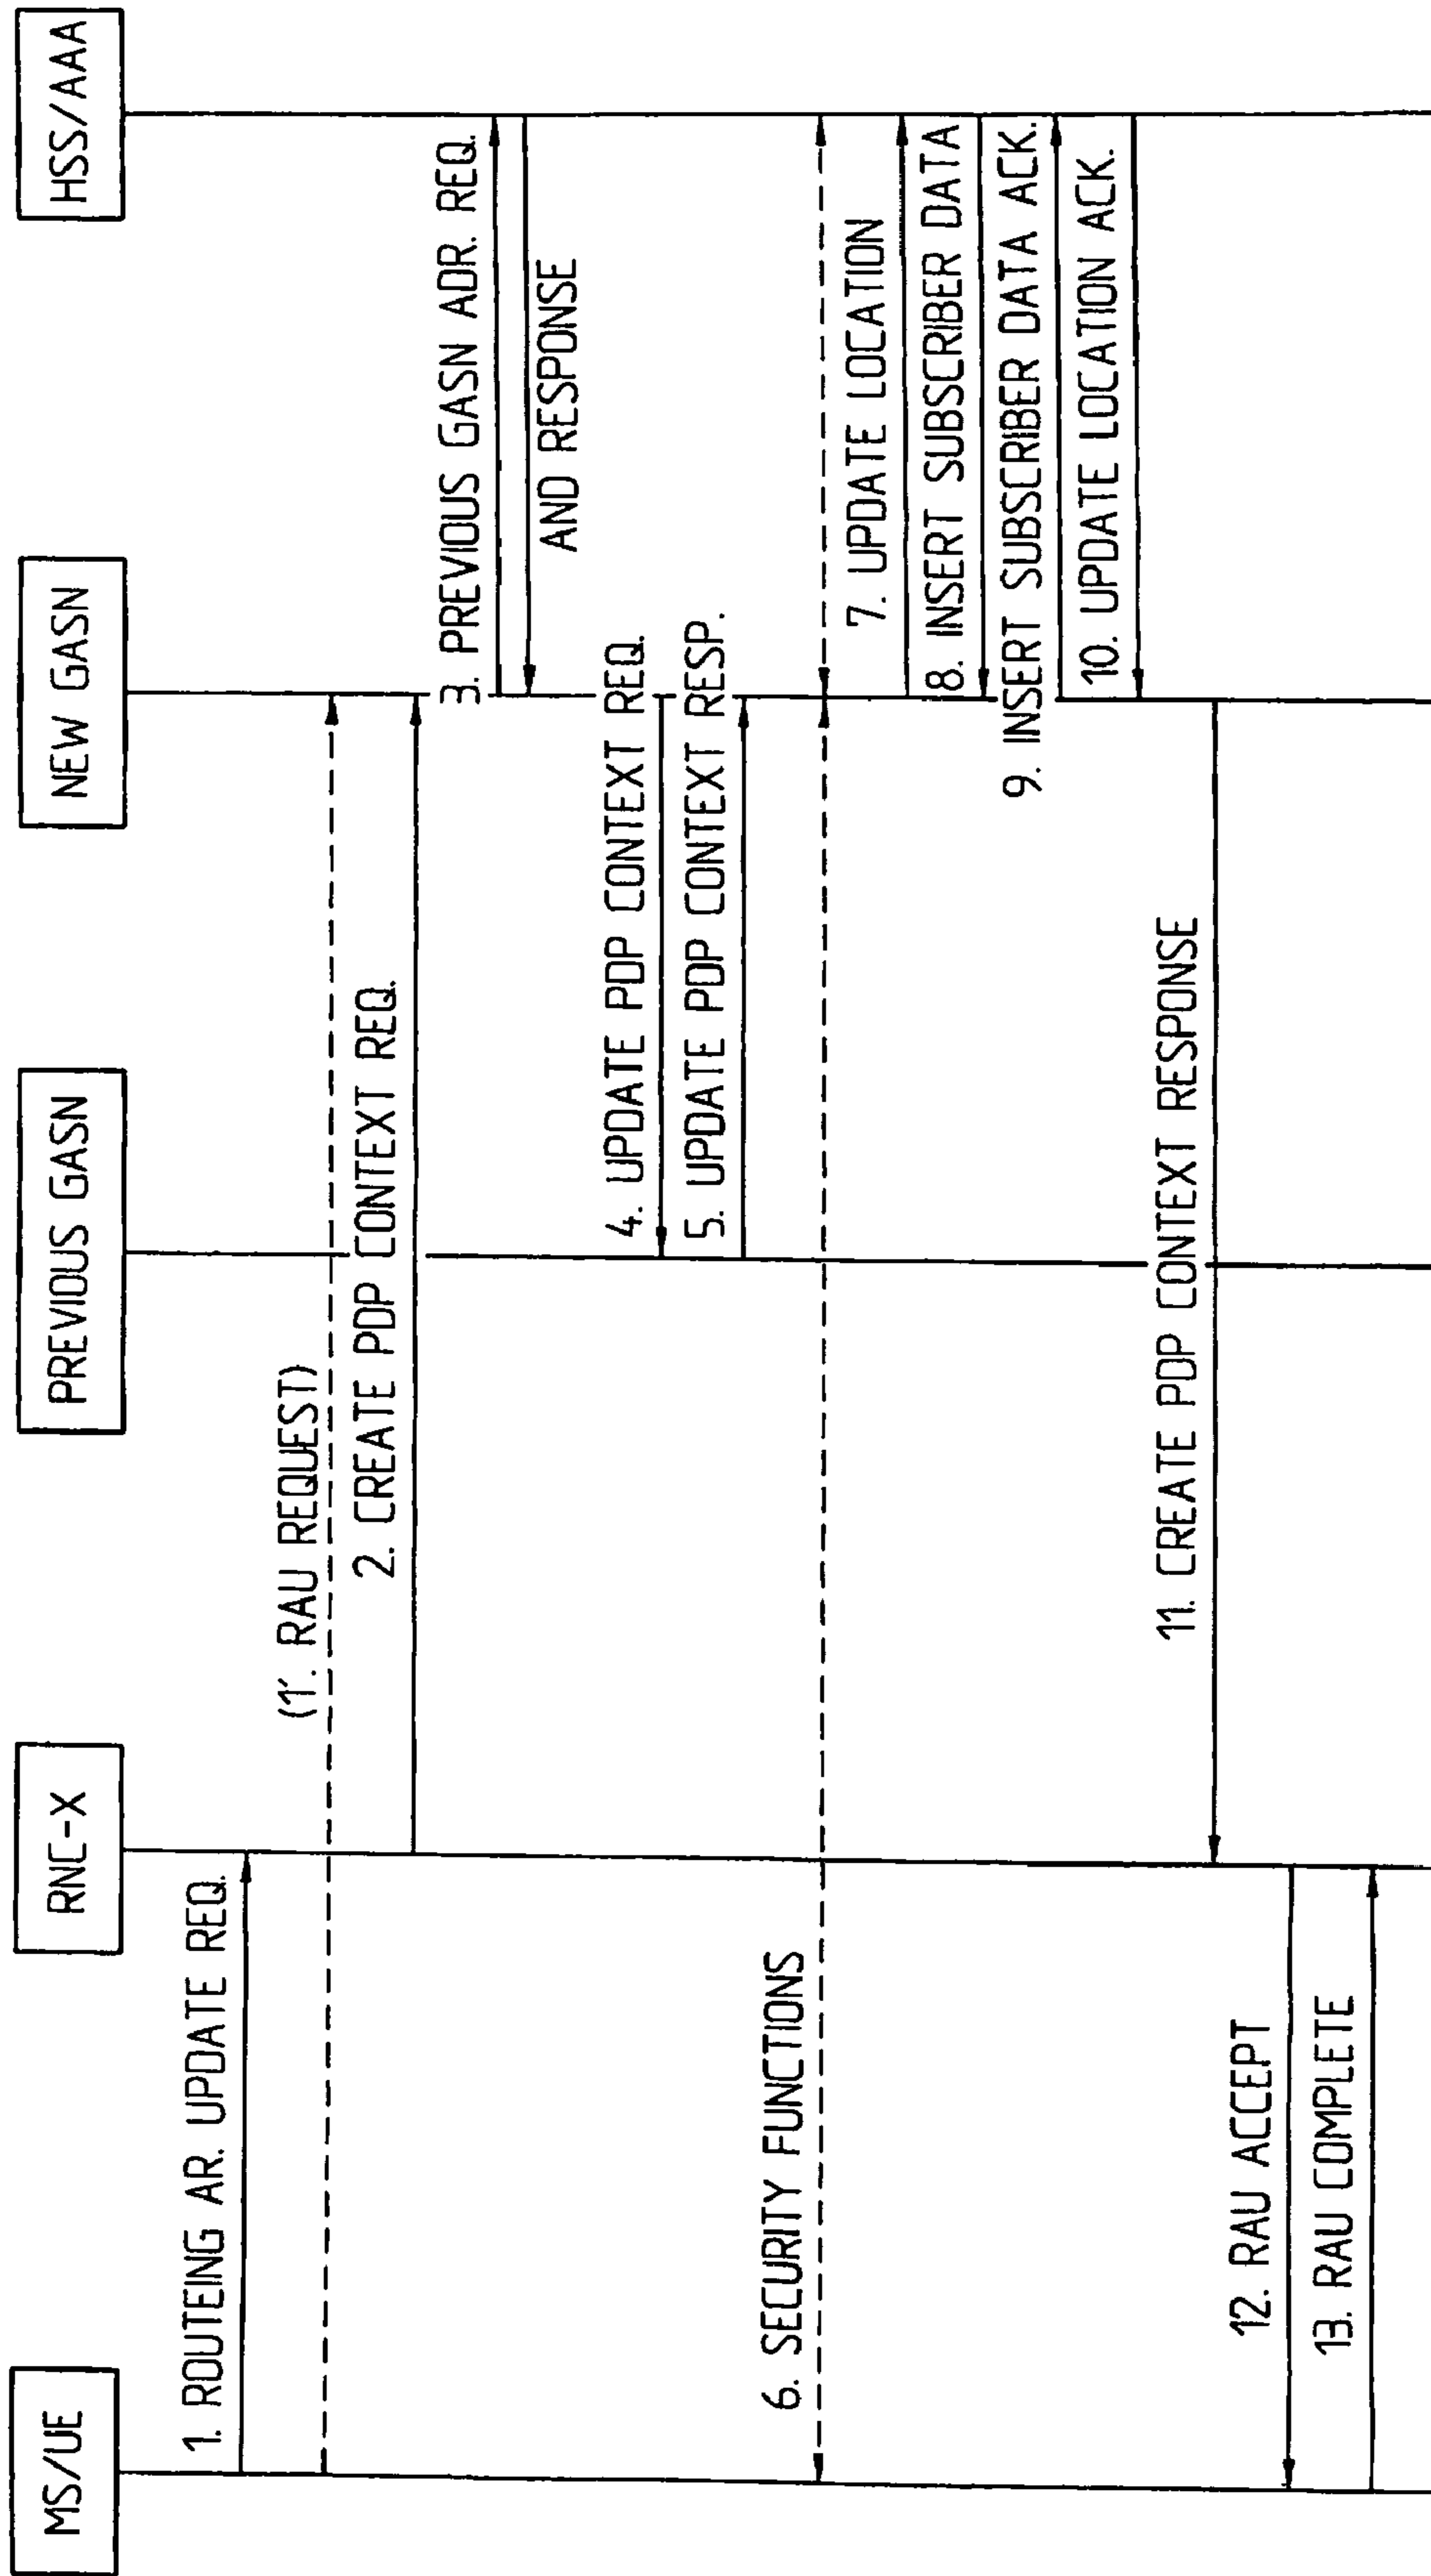 MS/UE
RNC-X
PREVIOUS GASN
NEW GASN
HSS/AAA
1. ROUTEING AR. UPDATE REQ.
(1'. RAU REQUEST)
2. CREATE PDP CONTEXT REQ.
3. PREVIOUS GASN ADR. REQ.
AND RESPONSE
4. UPDATE PDP CONTEXT REQ.
5. UPDATE PDP CONTEXT RESP.
6. SECURITY FUNCTIONS
7. UPDATE LOCATION
8. INSERT SUBSCRIBER DATA
9. INSERT SUBSCRIBER DATA ACK.
10. UPDATE LOCATION ACK.
11. CREATE PDP CONTEXT RESPONSE
12. RAU ACCEPT
13. RAU COMPLETE